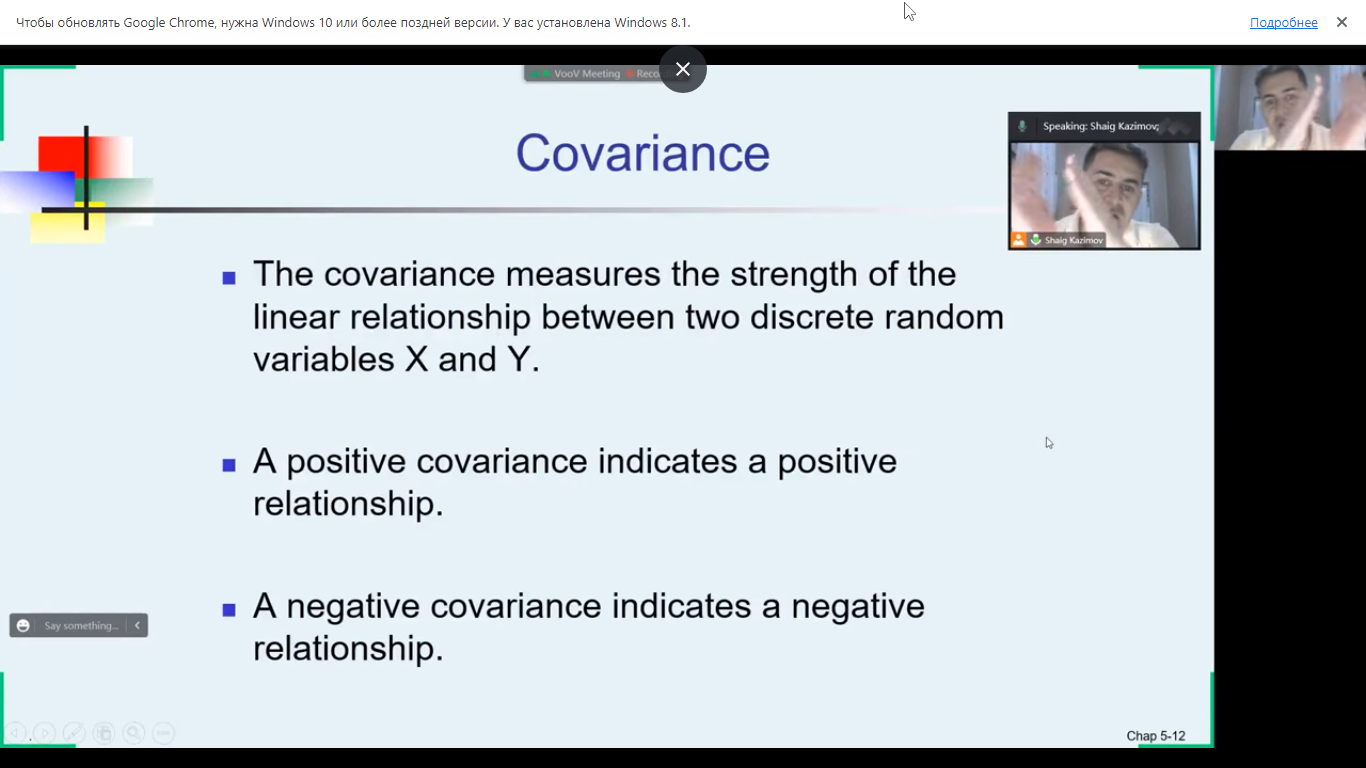 Чтобы обновлять Google Chrome, нужна Windows 10 или более поздней версии. У вас установлена Windows 8.1.
Подробнее
VooV Meeting
Covariance
Speaking: Shaig Kazimov;
Shaig Kazimov
The covariance measures the strength of the
linear relationship between two discrete random
variables X and Y.
A positive covariance indicates a positive
relationship.
A negative covariance indicates a negative
relationship.
Say something...
Chap 5-12